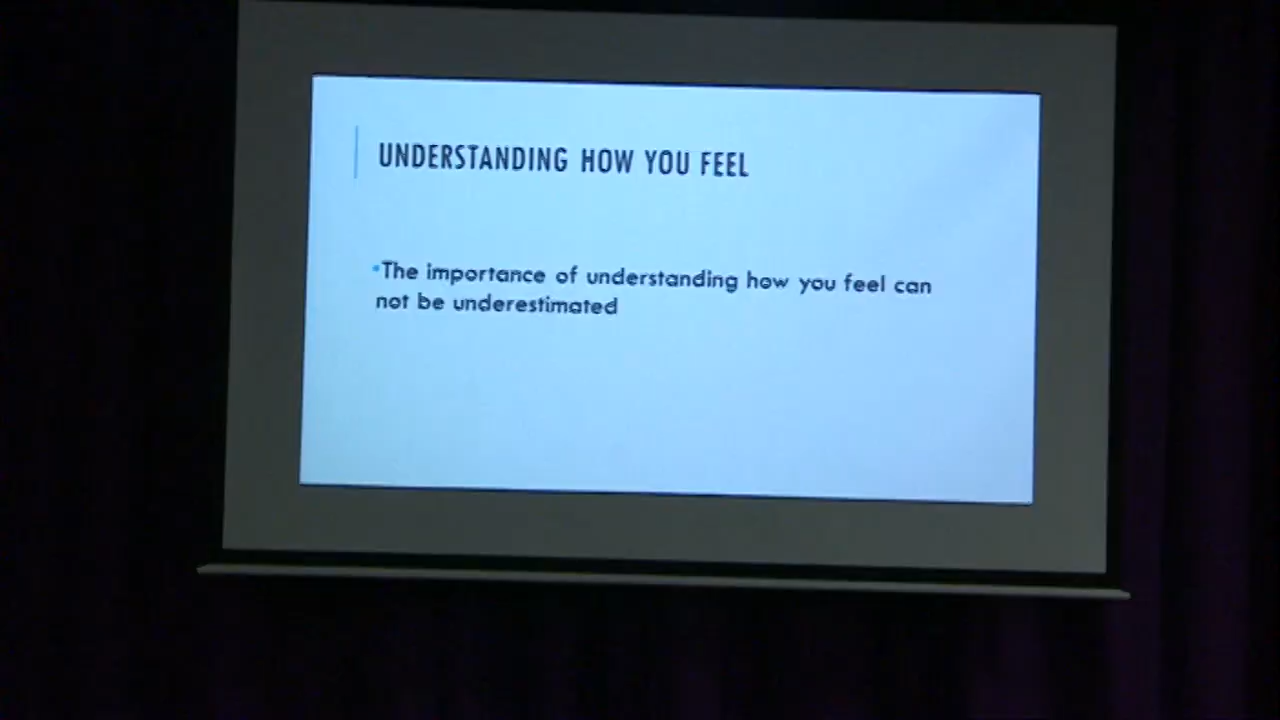 UNDERSTANDING HOW YOU FEEL
•The importance of understanding how you feel can
not be underestimated